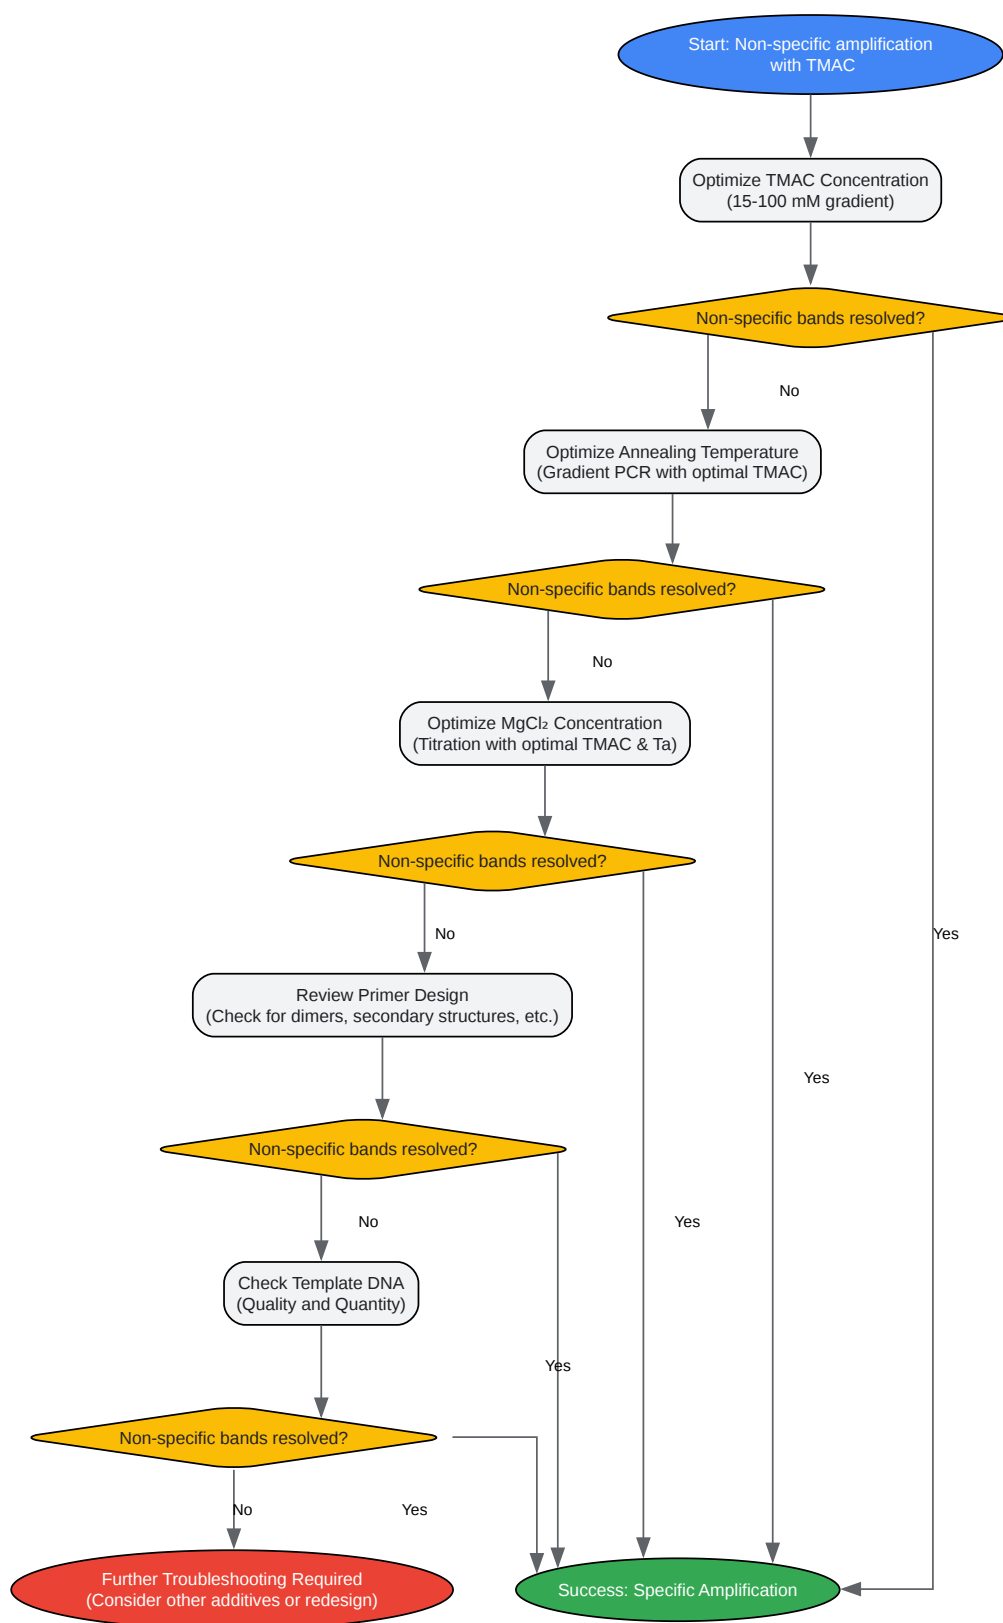 Start: Non-specific amplification
with TMAC
Optimize TMAC Concentration
(15-100 mM gradient)
Non-specific bands resolved?
No
Optimize Annealing Temperature
(Gradient PCR with optimal TMAC)
Non-specific bands resolved?
No
Optimize MgCl₂ Concentration
(Titration with optimal TMAC & Ta)
Non-specific bands resolved?
No
Yes
Review Primer Design
(Check for dimers, secondary structures, etc.)
Yes
Non-specific bands resolved?
No
Yes
Check Template DNA
(Quality and Quantity)
Yes
Non-specific bands resolved?
No
Yes
Further Troubleshooting Required
(Consider other additives or redesign)
Success: Specific Amplification